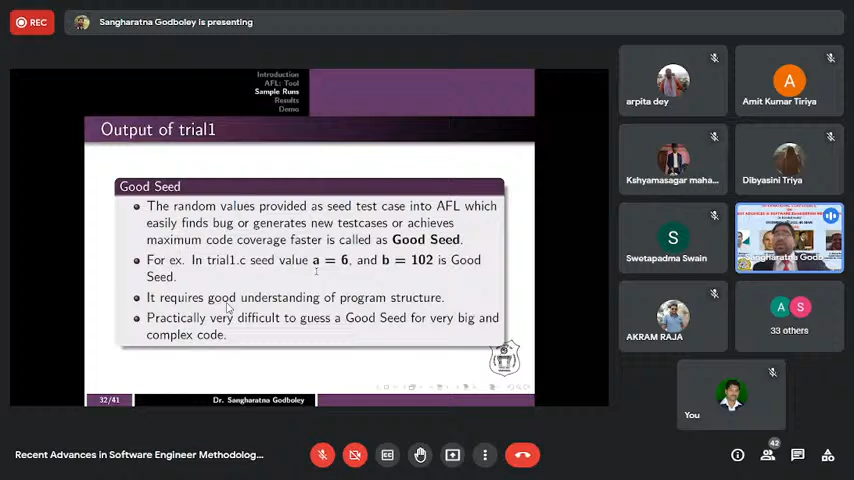 REC
Sangharatna Godboley is presenting
Introduction
AFL: Tool
Sample Runs
Results
Demo
Output of trial1
Good Seed
The random values provided as seed test case into AFL which
easily finds bug or generates new testcases or achieves
maximum code coverage faster is called as Good Seed.
For ex. In trial1.c seed value a = 6, and b = 102 is Good
Seed.
It requires good understanding of program structure.
Practically very difficult to guess a Good Seed for very big and
complex code.
32/41
Dr. Sangharatna Godboley
arpita dey
A
Amit Kumar Tiriya
Kshyamasagar maha...
Dibyasini Triya
S
Swetapadma Swain
Sangharatna Godb...
AKRAM RAJA
A
S
33 others
You
Recent Advances in Software Engineer Methodolog...
42